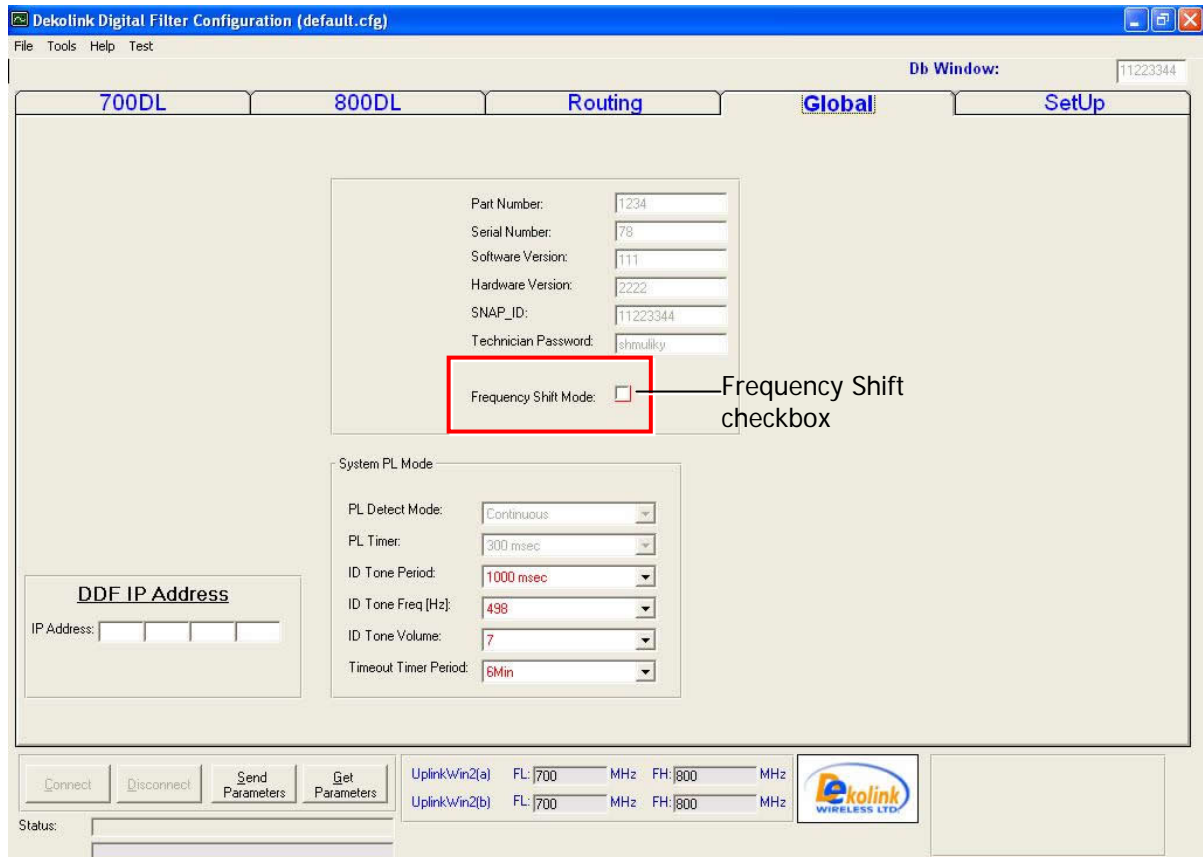 Dekolink Digital Filter Configuration (default.cfg)
File Tools Help Test
Db Window: 11223344
700DL 800DL Routing Global SetUp
Part Number: 1234
Serial Number: 78
Software Version: 111
Hardware Version: 2222
SNAP_ID: 11223344
Technician Password: shmuliky
Frequency Shift Mode:
Frequency Shift
checkbox
System PL Mode
PL Detect Mode: Continuous
PL Timer: 300 msec
ID Tone Period: 1000 msec
ID Tone Freq [Hz]: 498
ID Tone Volume: 7
Timeout Timer Period: 6Min
DDF IP Address
IP Address:
Connect Disconnect Send Parameters Get Parameters
UplinkWin2(a) FL: 700 MHz FH: 800 MHz
UplinkWin2(b) FL: 700 MHz FH: 800 MHz
Dekolink
WIRELESS LTD.
Status: